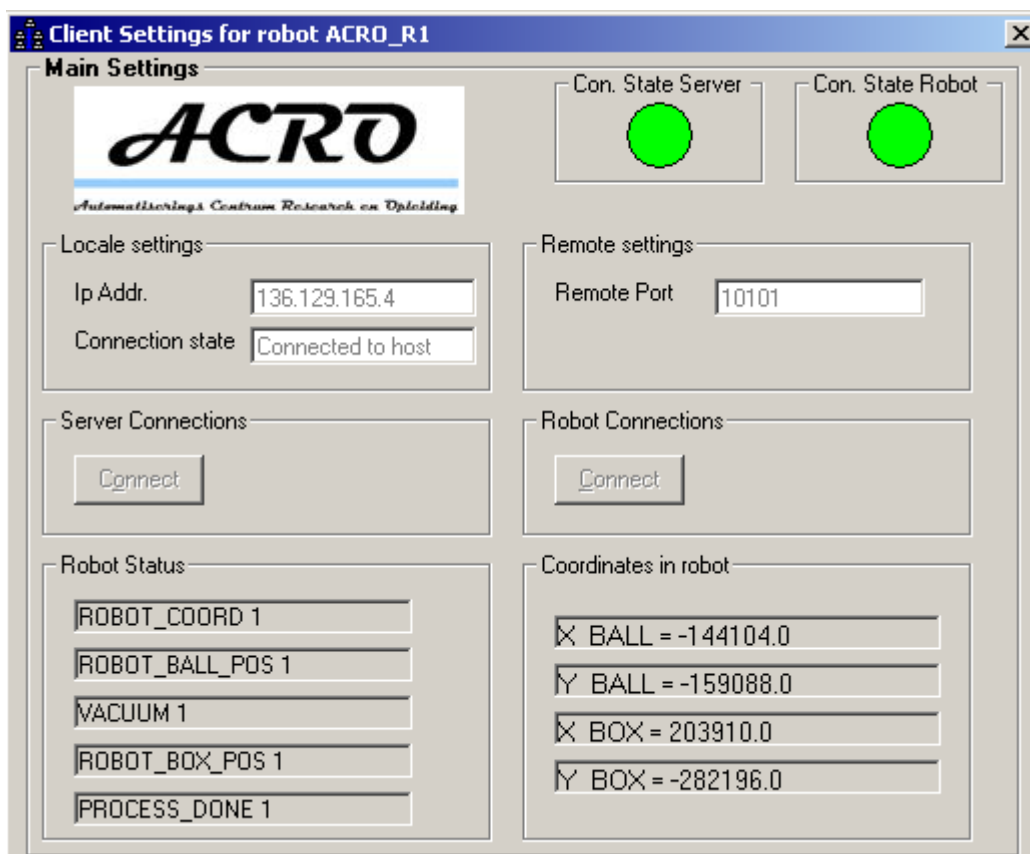 Client Settings for robot ACRO_R1
Main Settings
Con. State Server
Con. State Robot
ACRO
Automatiserings Centrum Research en Opleiding
Locale settings
Ip Addr.
136.129.165.4
Connection state
Connected to host
Remote settings
Remote Port
10101
Server Connections
Connect
Robot Connections
Connect
Robot Status
ROBOT_COORD 1
ROBOT_BALL_POS 1
VACUUM 1
ROBOT_BOX_POS 1
PROCESS_DONE 1
Coordinates in robot
X BALL = -144104.0
Y BALL = -159088.0
X BOX = 203910.0
Y BOX = -282196.0